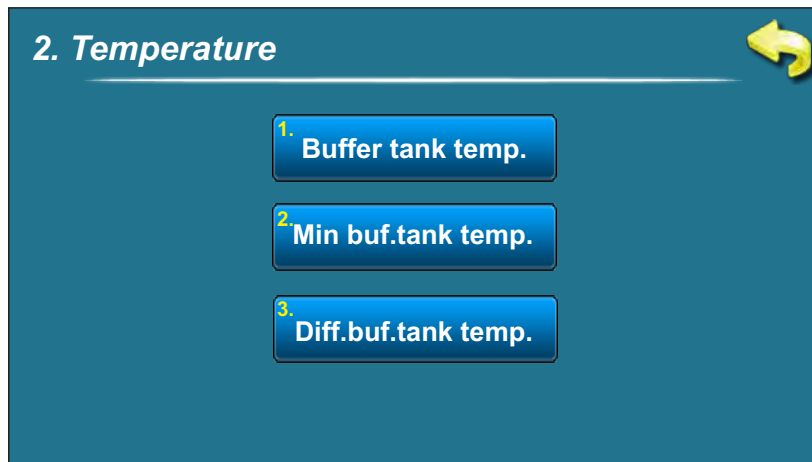 2. Temperature
1.
Buffer tank temp.
2.
Min buf.tank temp.
3.
Diff.buf.tank temp.